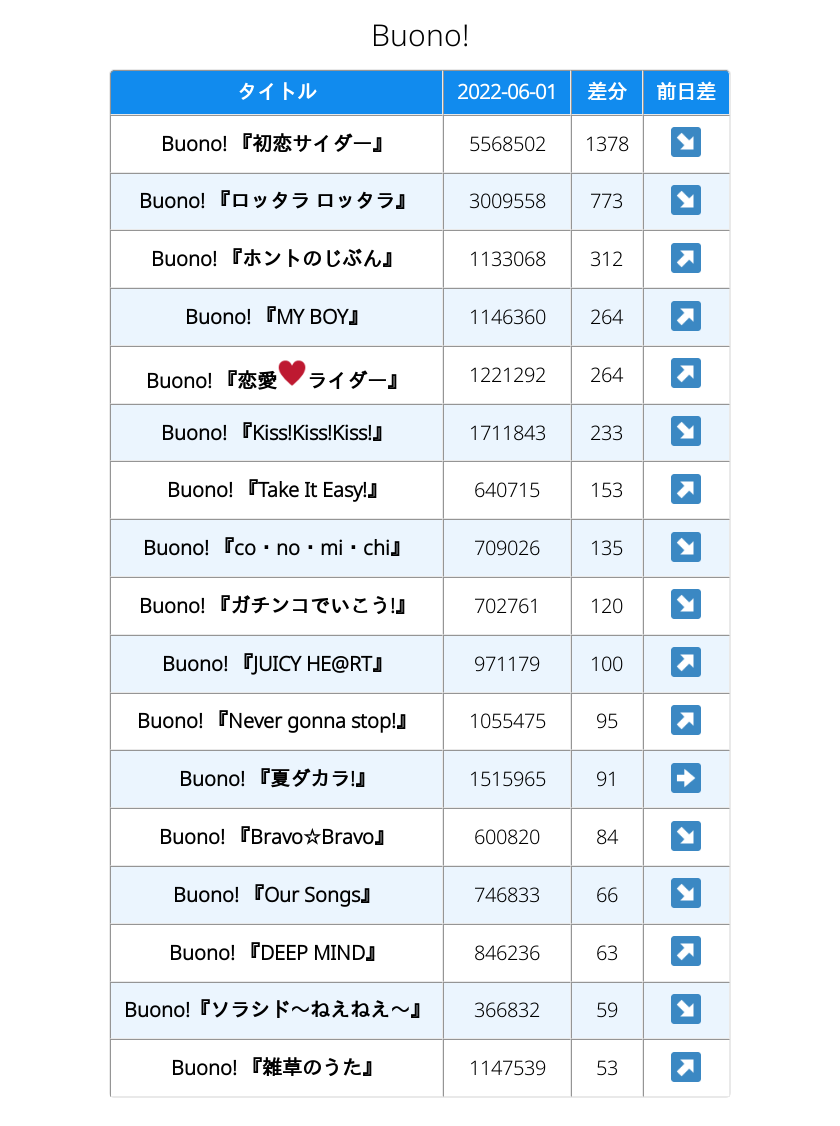 Buono!
タイトル 2022-06-01 差分 前日差
Buono! 『初恋サイダー』 5568502 1378 ↘
Buono! 『ロッタラ ロッタラ』 3009558 773 ↘
Buono! 『ホントのじぶん』 1133068 312 ↗
Buono! 『MY BOY』 1146360 264 ↗
Buono! 『恋愛♥ライダー』 1221292 264 ↗
Buono! 『Kiss!Kiss!Kiss!』 1711843 233 ↘
Buono! 『Take It Easy!』 640715 153 ↗
Buono! 『co・no・mi・chi』 709026 135 ↘
Buono! 『ガチンコでいこう!』 702761 120 ↘
Buono! 『JUICY HE@RT』 971179 100 ↗
Buono! 『Never gonna stop!』 1055475 95 ↗
Buono! 『夏ダカラ!』 1515965 91 ➡
Buono! 『Bravo☆Bravo』 600820 84 ↘
Buono! 『Our Songs』 746833 66 ↘
Buono! 『DEEP MIND』 846236 63 ↗
Buono!『ソラシド〜ねえねえ〜』 366832 59 ↘
Buono! 『雑草のうた』 1147539 53 ↗